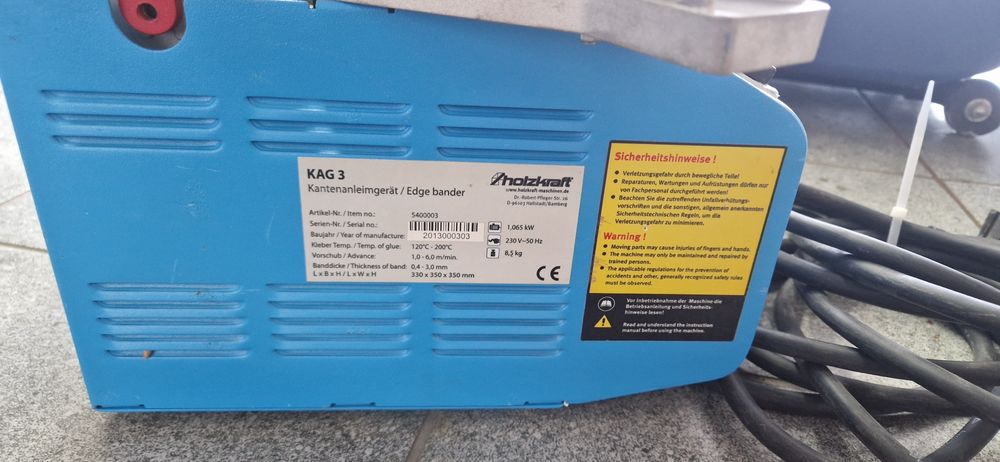 KAG 3
Kantenanleimgerät / Edge bander
holzkraft
www.holzkraft-maschinen.de
Dr.-Robert-Pfleger-Str. 26
D-96103 Hallstadt/Bamberg
Artikel-Nr. / Item no.: 5400003
Serien-Nr. / Serial no.:
Baujahr / Year of manufacture: 2013000303
Kleber Temp. / Temp. of glue: 120°C - 200°C
Vorschub / Advance: 1,0 - 6,0 m/min.
Banddicke / Thickness of band: 0,4 - 3,0 mm
L x B x H / L x W x H 330 x 350 x 350 mm
1,065 kW
230 V~50 Hz
8,5 kg
CE
Sicherheitshinweise !
• Verletzungsgefahr durch bewegliche Teile!
• Reparaturen, Wartungen und Aufrüstungen dürfen nur
von Fachpersonal durchgeführt werden!
• Beachten Sie die zutreffenden Unfallverhütungs-
vorschriften und die sonstigen, allgemein anerkannten
Sicherheitstechnischen Regeln, um die
Verletzungsgefahr zu minimieren.
Warning !
• Moving parts may cause injuries of fingers and hands.
• The machine may only be maintained and repaired by
trained persons.
• The applicable regulations for the prevention of
accidents and other, generally recognized safety rules
must be observed.
Vor Inbetriebnahme der Maschine die
Betriebsanleitung und Sicherheits-
hinweise lesen!
Read and understand the instruction
manual before using the machine.